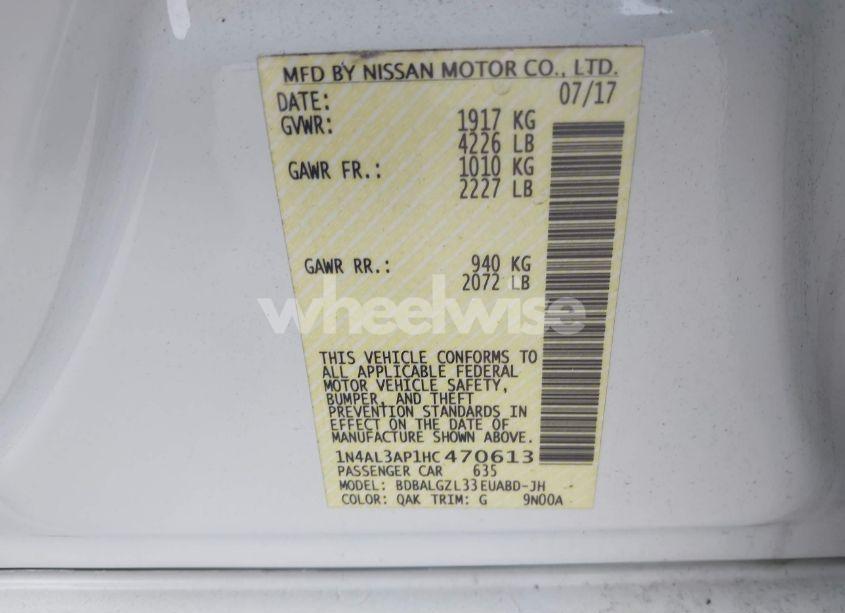 MFD BY NISSAN MOTOR CO., LTD.
DATE: 07/17
GVWR: 1917 KG
4226 LB
GAWR FR.: 1010 KG
2227 LB
GAWR RR.: 940 KG
2072 LB
wheelwise
THIS VEHICLE CONFORMS TO
ALL APPLICABLE FEDERAL
MOTOR VEHICLE SAFETY,
BUMPER, AND THEFT
PREVENTION STANDARDS IN
EFFECT ON THE DATE OF
MANUFACTURE SHOWN ABOVE.
1N4AL3AP1HC470613
PASSENGER CAR 635
MODEL: BDBALGZL33EUABD-JH
COLOR: QAK TRIM: G 9N00A